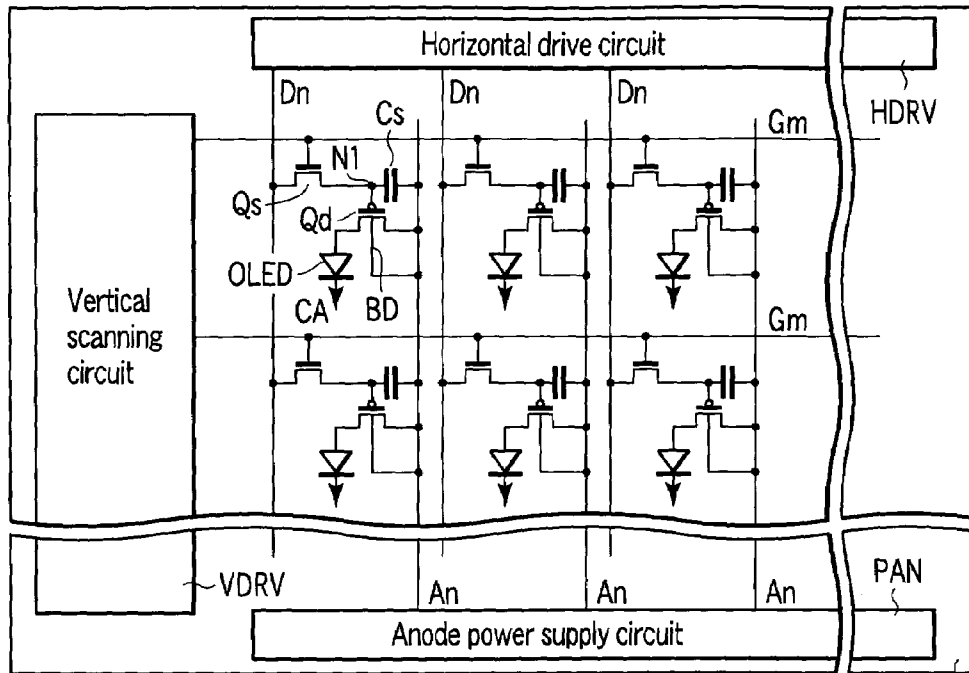 Horizontal drive circuit
HDRV
Dn
Dn
Dn
Cs
Gm
N1
Qs
Qd
OLED
CA
BD
Gm
Vertical
scanning
circuit
VDRV
An
An
An
PAN
Anode power supply circuit